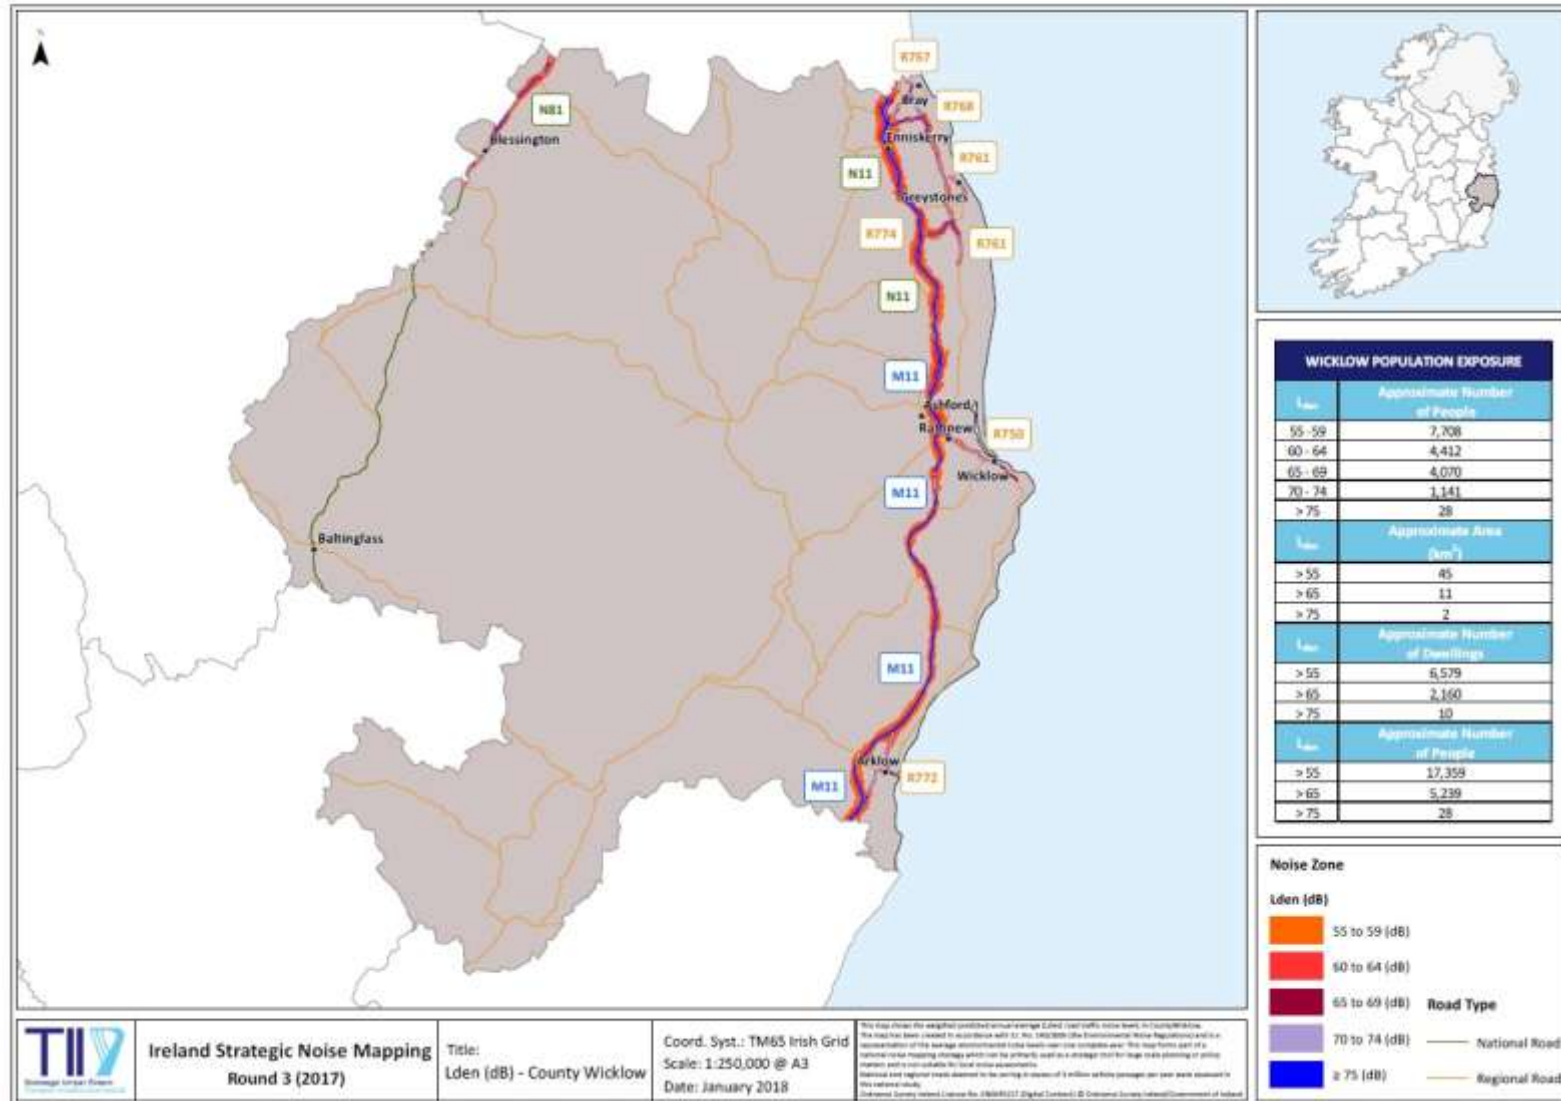 N
R767
Bray
R768
N81
Enniskerry
Blessington
R761
N11
Greystones
R774
R761
N11
M11
Ashford
Rathnew
R750
Wicklow
M11
Baltinglass
M11
Arklow
R772
M11
WICKLOW POPULATION EXPOSURE
Lden Approximate Number of People
55 -59 7,708
60 - 64 4,412
65 - 69 4,070
70 - 74 1,141
> 75 28
Lden Approximate Area (km²)
> 55 45
> 65 11
> 75 2
Lden Approximate Number of Dwellings
> 55 6,579
> 65 2,160
> 75 10
Lden Approximate Number of People
> 55 17,359
> 65 5,239
> 75 28
Noise Zone
Lden (dB)
55 to 59 (dB)
60 to 64 (dB)
65 to 69 (dB)
70 to 74 (dB)
≥ 75 (dB)
Road Type
National Road
Regional Road
TII
Ireland Strategic Noise Mapping
Round 3 (2017)
Title:
Lden (dB) - County Wicklow
Coord. Syst.: TM65 Irish Grid
Scale: 1:250,000 @ A3
Date: January 2018